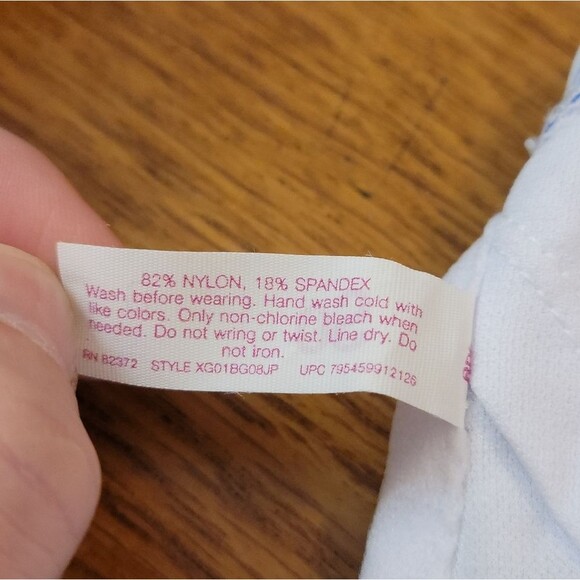 82% NYLON, 18% SPANDEX
Wash before wearing. Hand wash cold with
like colors. Only non-chlorine bleach when
needed. Do not wring or twist. Line dry. Do
not iron.
RN 82372 STYLE XG01BG08JP UPC 795459912126